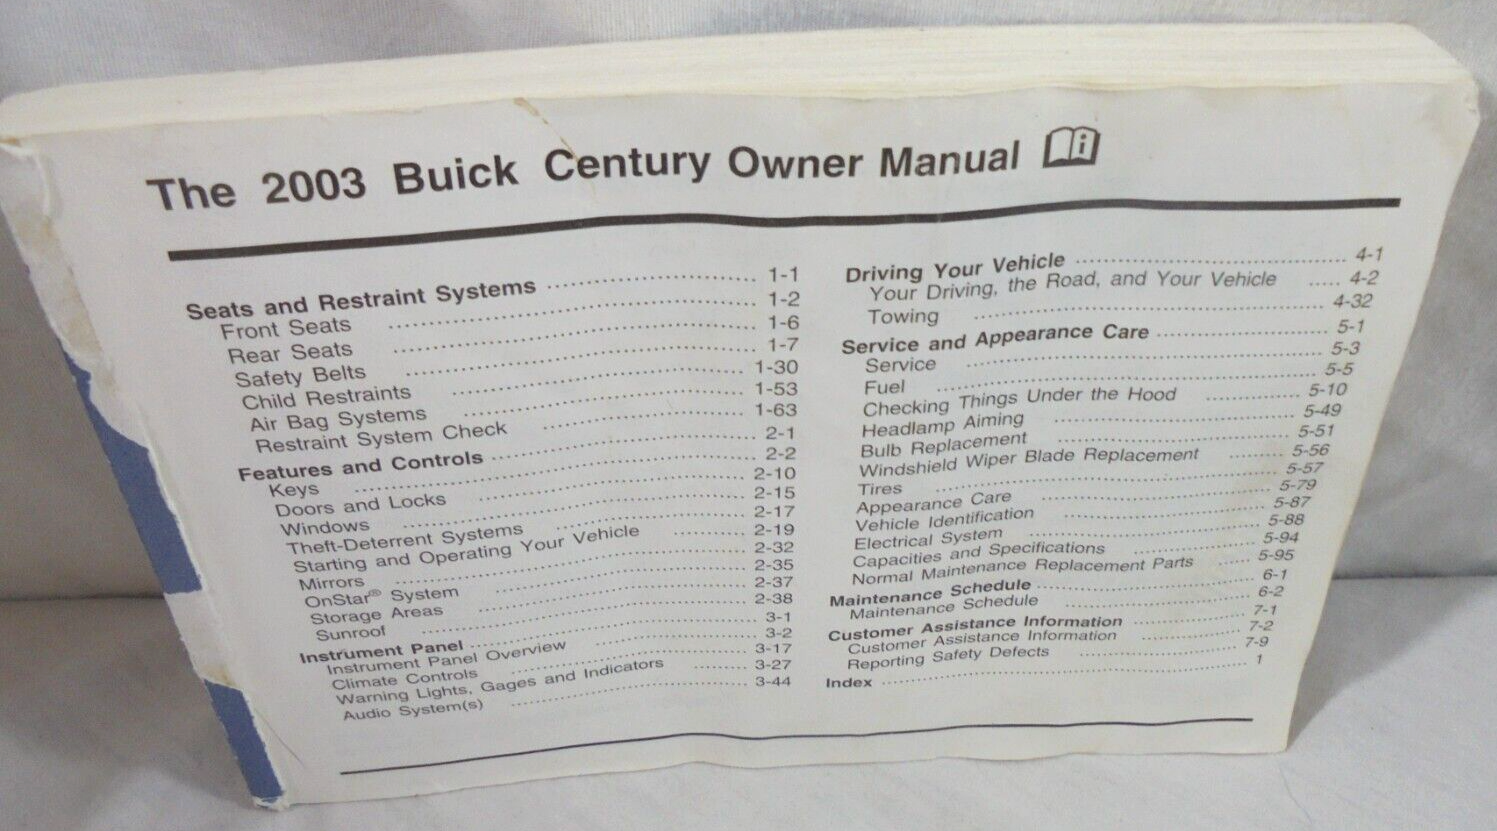 The 2003 Buick Century Owner Manual
Seats and Restraint Systems ........ 1-1
Front Seats ........ 1-2
Rear Seats ........ 1-6
Safety Belts ........ 1-7
Child Restraints ........ 1-30
Air Bag Systems ........ 1-53
Restraint System Check ........ 1-63
Features and Controls ........ 2-1
Keys ........ 2-2
Doors and Locks ........ 2-10
Windows ........ 2-15
Theft-Deterrent Systems ........ 2-17
Starting and Operating Your Vehicle ........ 2-19
Mirrors ........ 2-32
OnStar® System ........ 2-35
Storage Areas ........ 2-37
Sunroof ........ 2-38
Instrument Panel ........ 3-1
Instrument Panel Overview ........ 3-2
Climate Controls ........ 3-17
Warning Lights, Gages and Indicators ........ 3-27
Audio System(s) ........ 3-44
Driving Your Vehicle ........ 4-1
Your Driving, the Road, and Your Vehicle ..... 4-2
Towing ........ 4-32
Service and Appearance Care ........ 5-1
Service ........ 5-3
Fuel ........ 5-5
Checking Things Under the Hood ........ 5-10
Headlamp Aiming ........ 5-49
Bulb Replacement ........ 5-51
Windshield Wiper Blade Replacement ........ 5-56
Tires ........ 5-57
Appearance Care ........ 5-79
Vehicle Identification ........ 5-87
Electrical System ........ 5-88
Capacities and Specifications ........ 5-94
Normal Maintenance Replacement Parts ...... 5-95
Maintenance Schedule ........ 6-1
Maintenance Schedule ........ 6-2
Customer Assistance Information ........ 7-1
Customer Assistance Information ........ 7-2
Reporting Safety Defects ........ 7-9
Index ........ 1